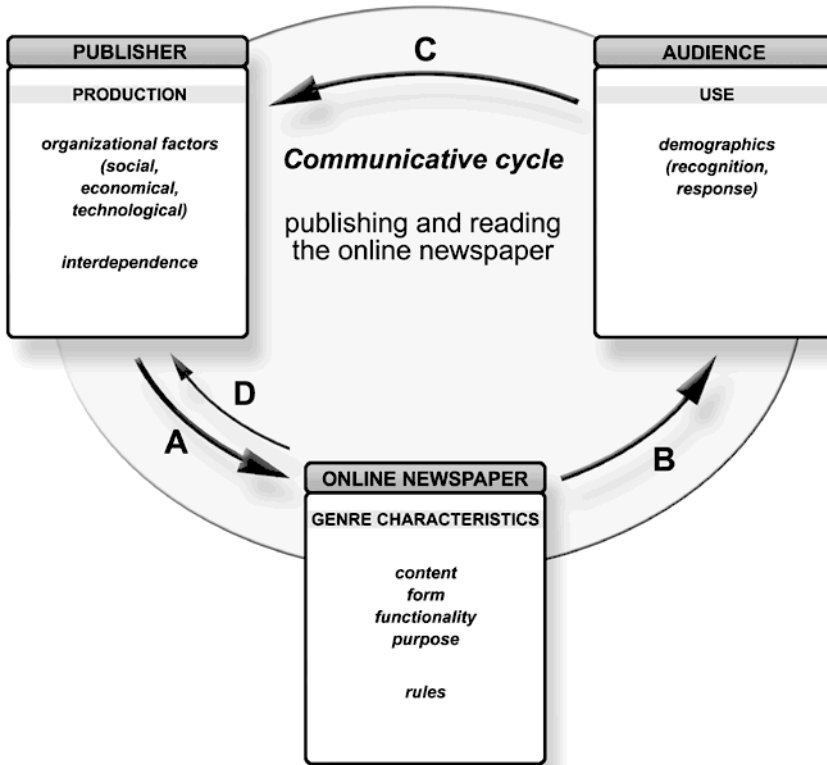 PUBLISHER
PRODUCTION
organizational factors
(social,
economical,
technological)
interdependence
C
Communicative cycle
publishing and reading
the online newspaper
AUDIENCE
USE
demographics
(recognition,
response)
D
A
B
ONLINE NEWSPAPER
GENRE CHARACTERISTICS
content
form
functionality
purpose
rules